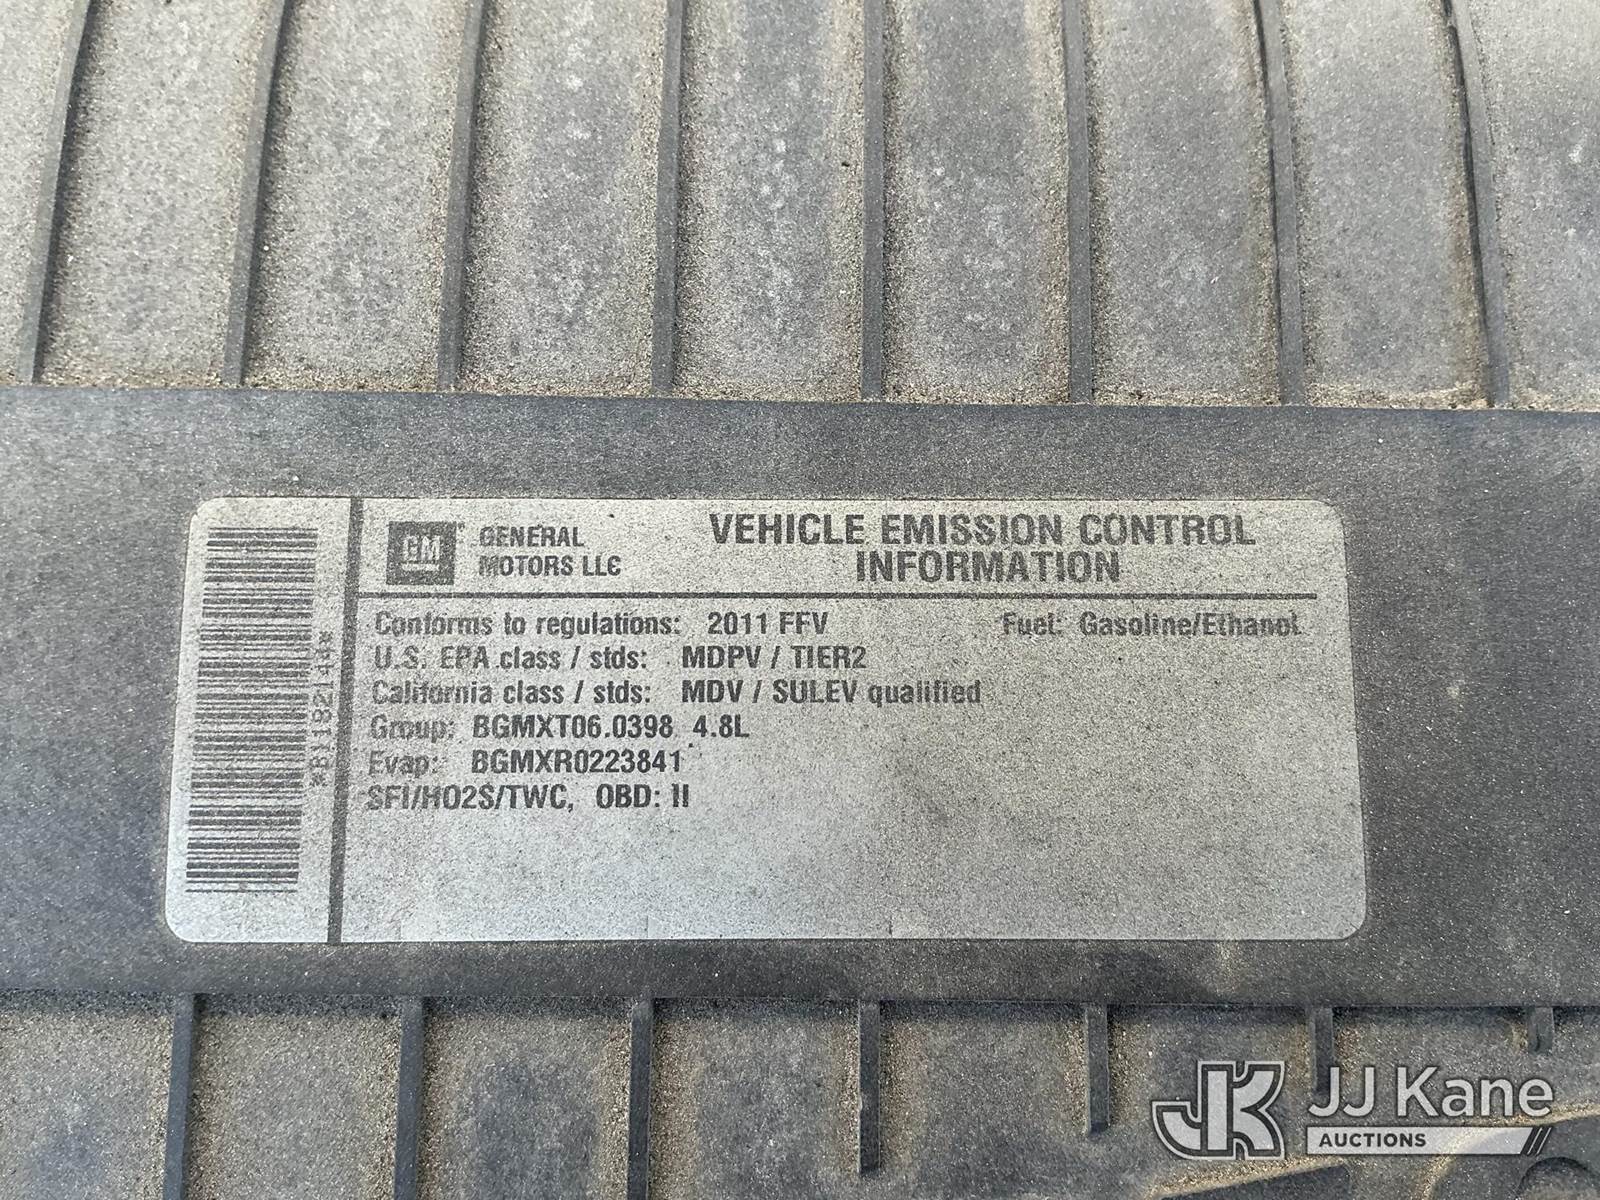 GM
GENERAL
MOTORS LLC
VEHICLE EMISSION CONTROL
INFORMATION
Conforms to regulations: 2011 FFV Fuel: Gasoline/Ethanol
U.S. EPA class / stds: MDPV / TIER2
California class / stds: MDV / SULEV qualified
Group: BGMXT06.0398 4.8L
Evap: BGMXR0223841
SFI/HO2S/TWC, OBD: II
*B1182144*
JK
JJ Kane
AUCTIONS